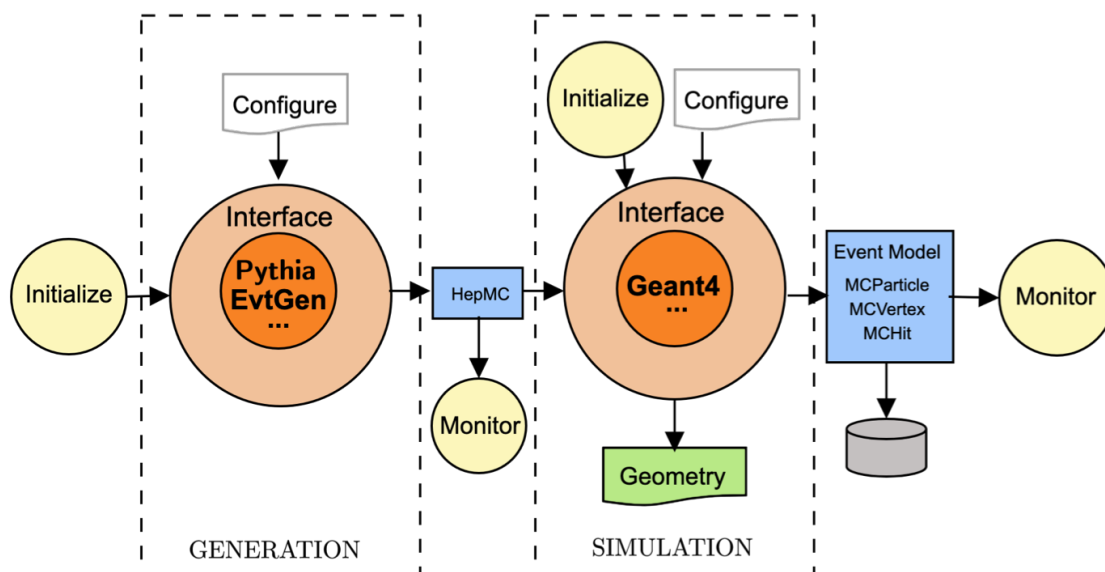 Initialize
Configure
Interface
Pythia
EvtGen
...
GENERATION
HepMC
Monitor
Initialize
Configure
Interface
Geant4
...
Geometry
SIMULATION
Event Model
MCParticle
MCVertex
MCHit
Monitor